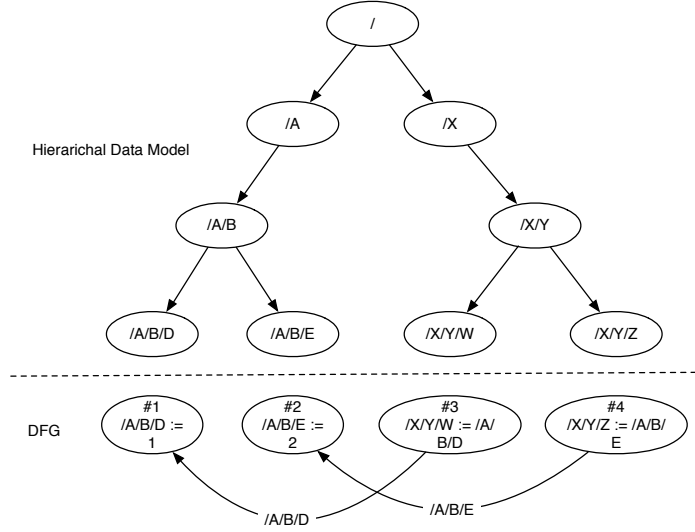 /
/A
/X
Hierarichal Data Model
/A/B
/X/Y
/A/B/D
/A/B/E
/X/Y/W
/X/Y/Z
DFG
#1
/A/B/D :=
1
#2
/A/B/E :=
2
#3
/X/Y/W := /A/
B/D
#4
/X/Y/Z := /A/B/
E
/A/B/D
/A/B/E